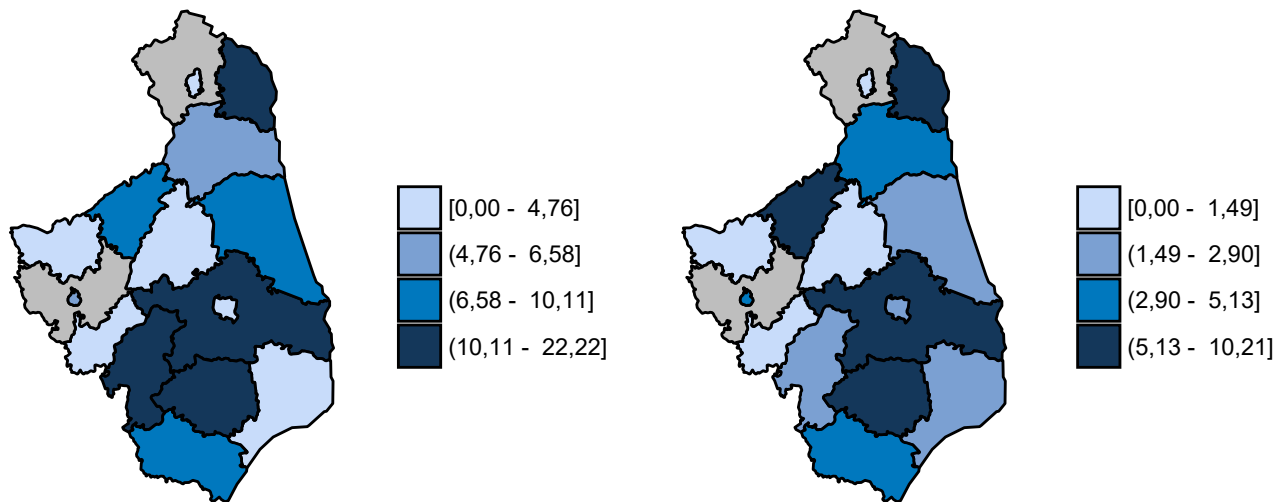 [0,00 - 4,76]
(4,76 - 6,58]
(6,58 - 10,11]
(10,11 - 22,22]
[0,00 - 1,49]
(1,49 - 2,90]
(2,90 - 5,13]
(5,13 - 10,21]